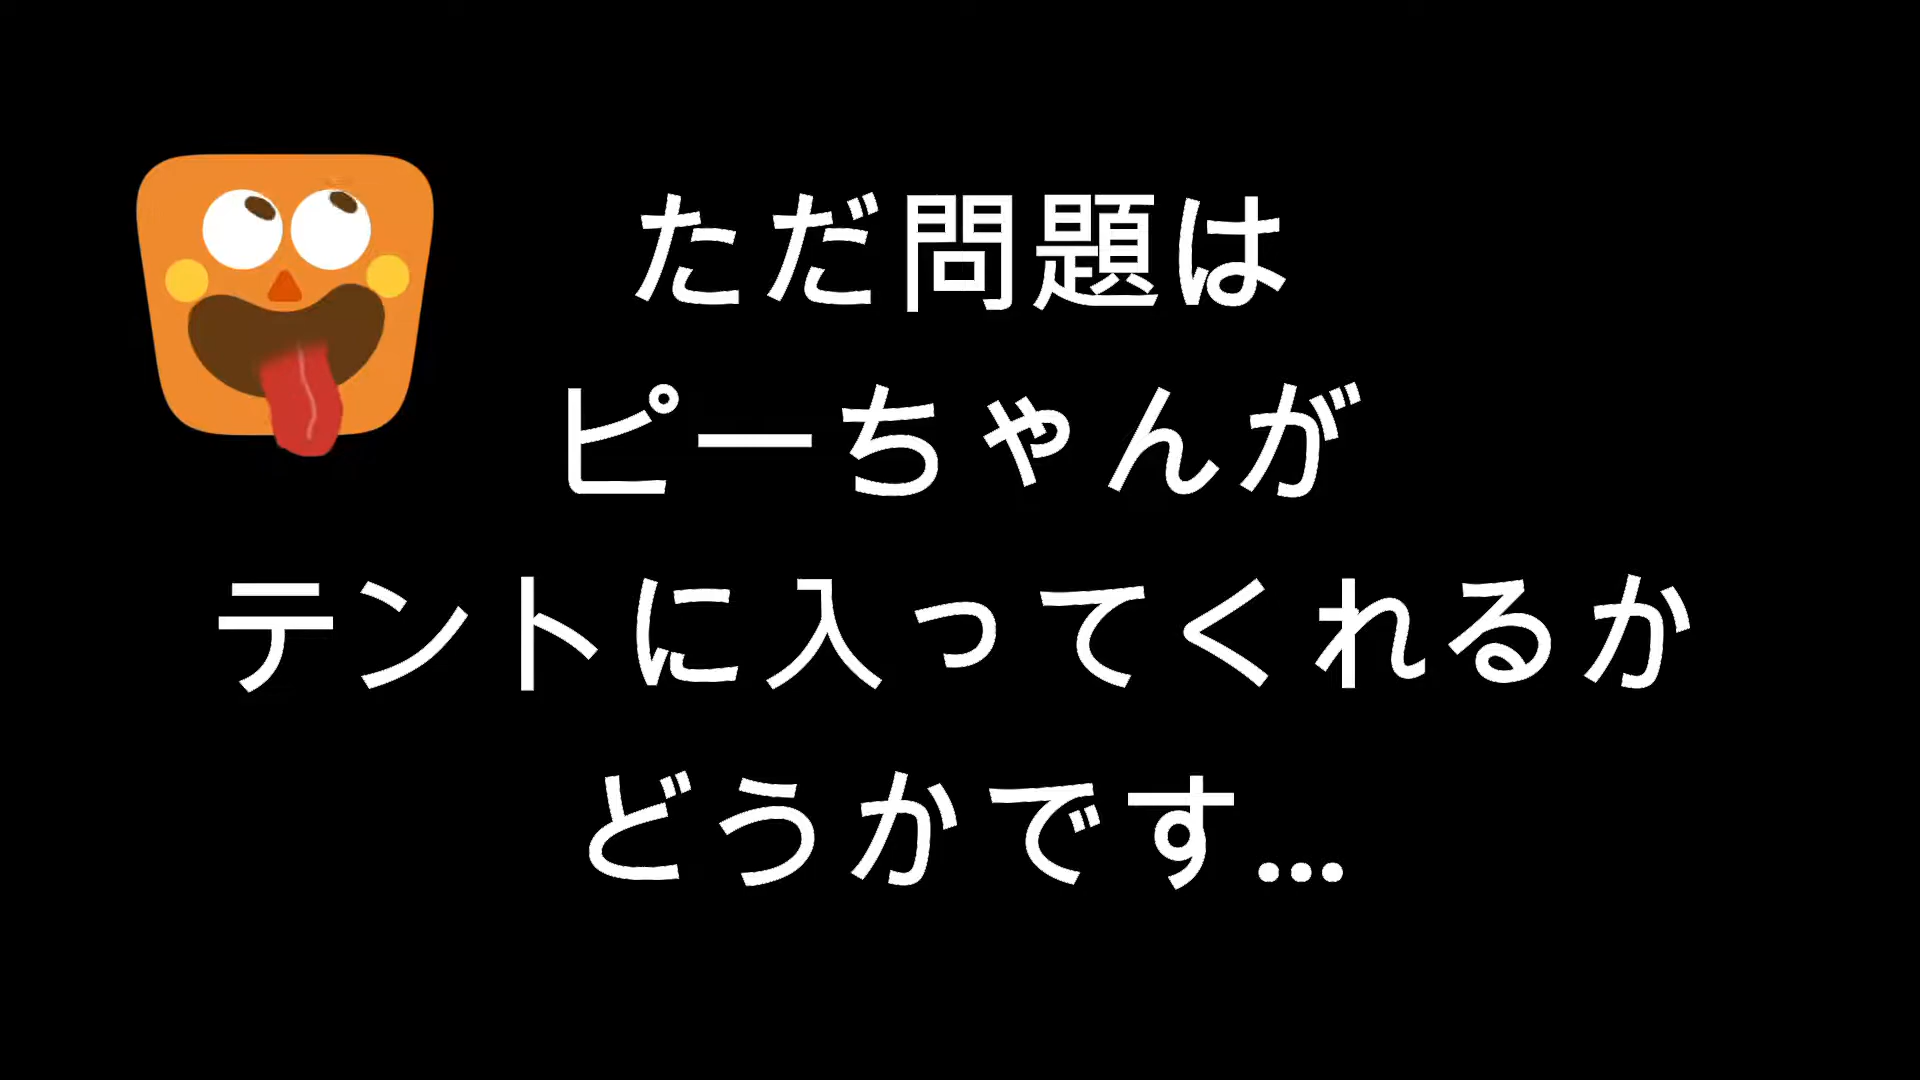 ただ問題は
ピーちゃんが
テントに入ってくれるか
どうかです...